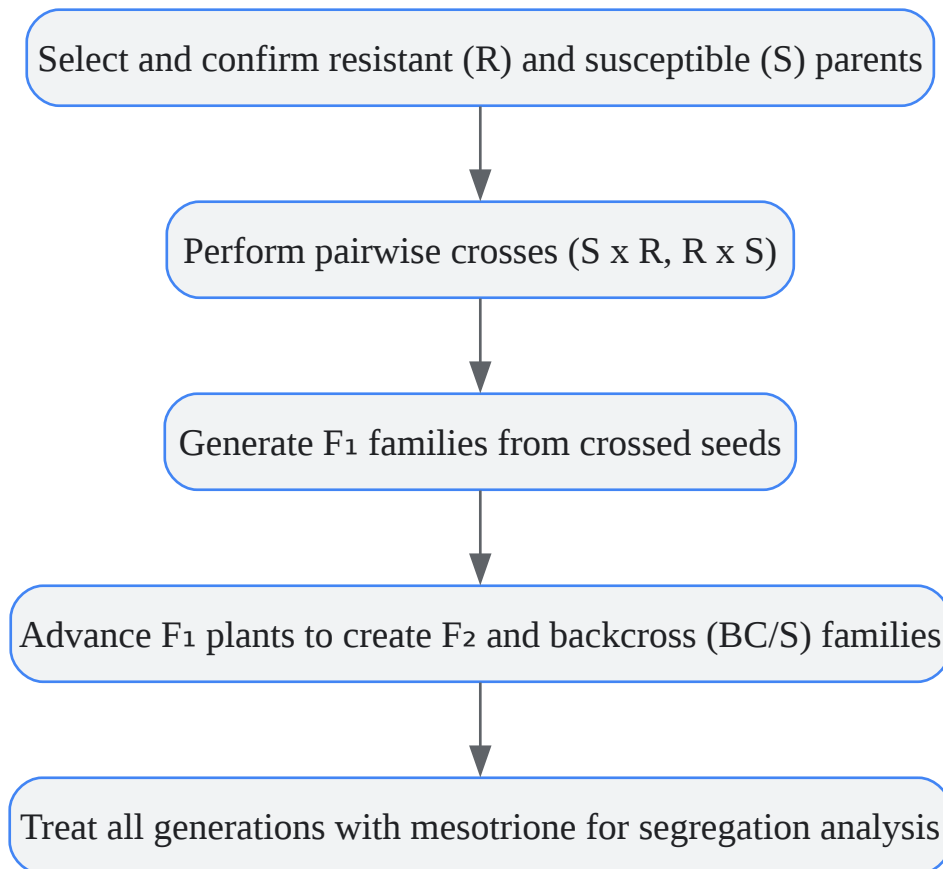 Select and confirm resistant (R) and susceptible (S) parents
Perform pairwise crosses (S x R, R x S)
Generate F₁ families from crossed seeds
Advance F₁ plants to create F₂ and backcross (BC/S) families
Treat all generations with mesotrione for segregation analysis